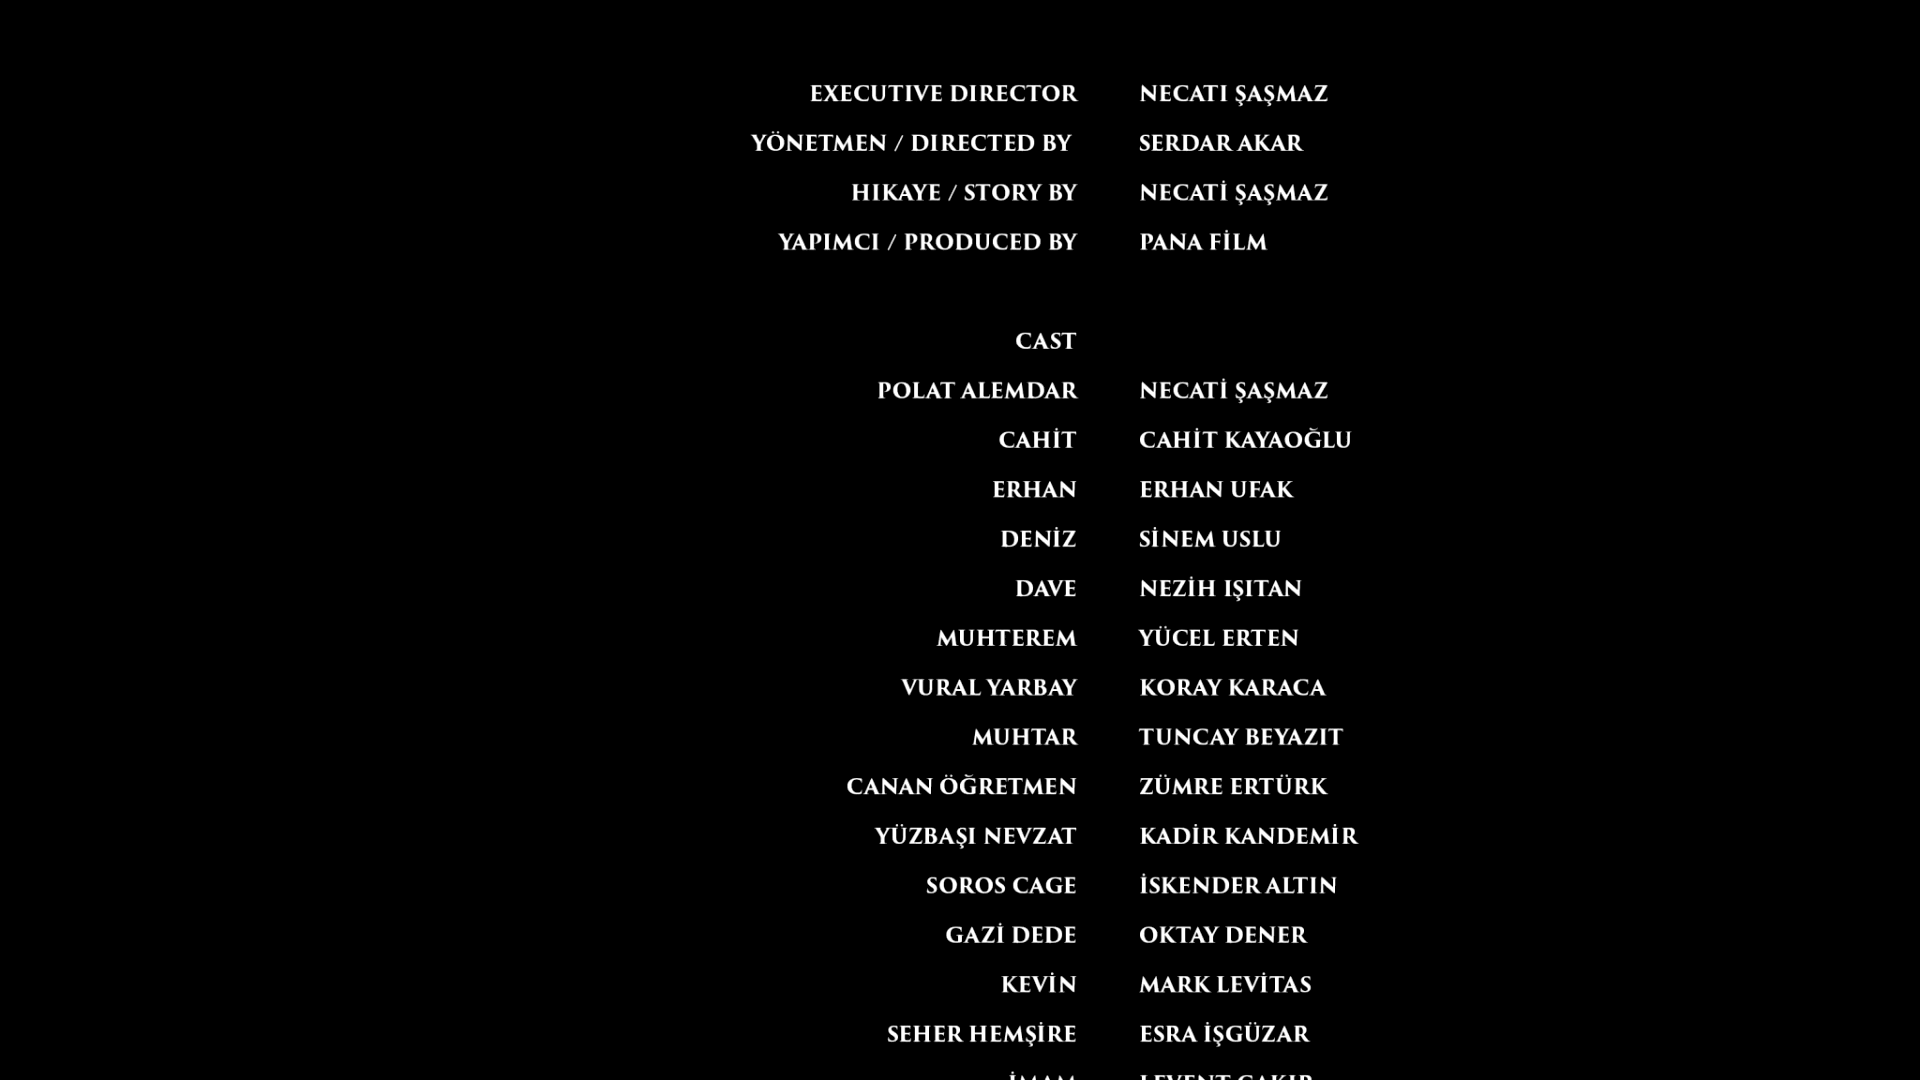 EXECUTIVE DIRECTOR NECATI ŞAŞMAZ
YÖNETMEN / DIRECTED BY SERDAR AKAR
HIKAYE / STORY BY NECATİ ŞAŞMAZ
YAPIMCI / PRODUCED BY PANA FİLM
CAST
POLAT ALEMDAR NECATİ ŞAŞMAZ
CAHİT CAHİT KAYAOĞLU
ERHAN ERHAN UFAK
DENİZ SİNEM USLU
DAVE NEZİH IŞITAN
MUHTEREM YÜCEL ERTEN
VURAL YARBAY KORAY KARACA
MUHTAR TUNCAY BEYAZIT
CANAN ÖĞRETMEN ZÜMRE ERTÜRK
YÜZBAŞI NEVZAT KADİR KANDEMİR
SOROS CAGE İSKENDER ALTIN
GAZİ DEDE OKTAY DENER
KEVİN MARK LEVİTAS
SEHER HEMŞİRE ESRA İŞGÜZAR
İMAM LEVENT